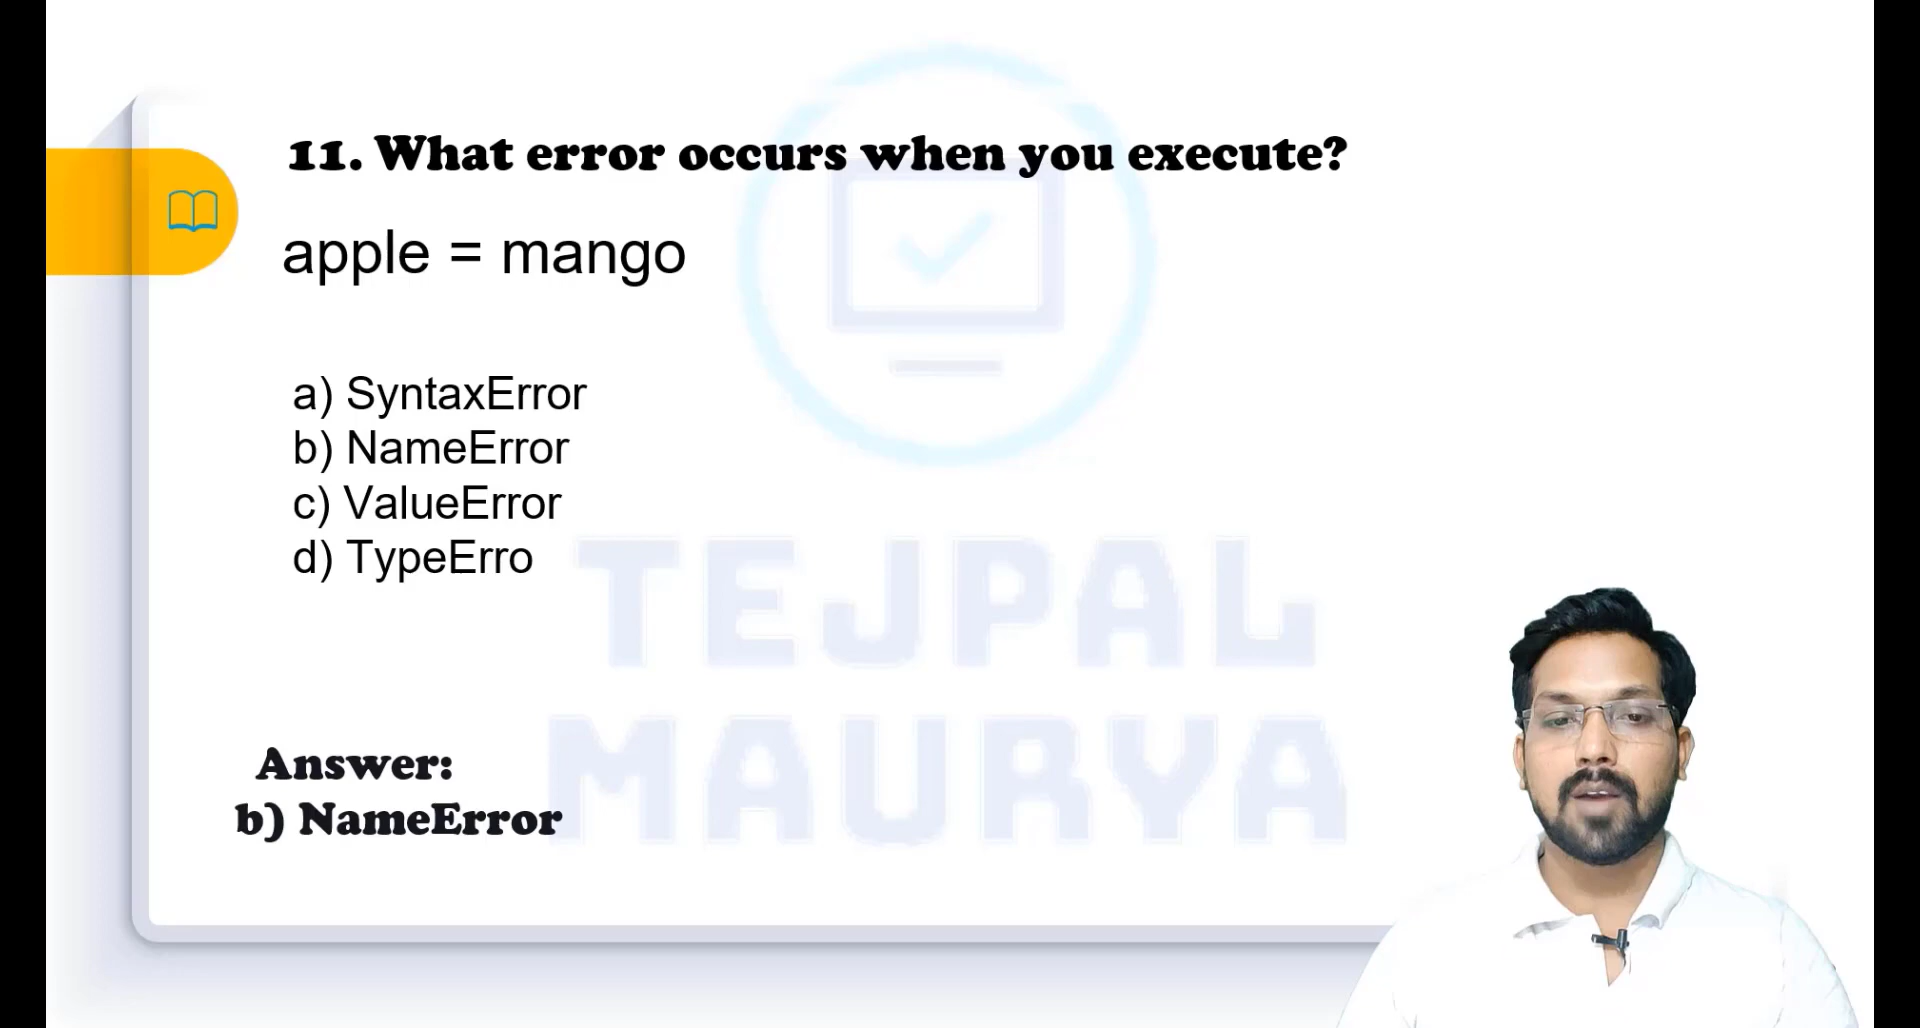 11. What error occurs when you execute?
apple = mango
a) SyntaxError
b) NameError
c) ValueError
d) TypeErro
TEJPAL
MAURYA
Answer:
b) NameError